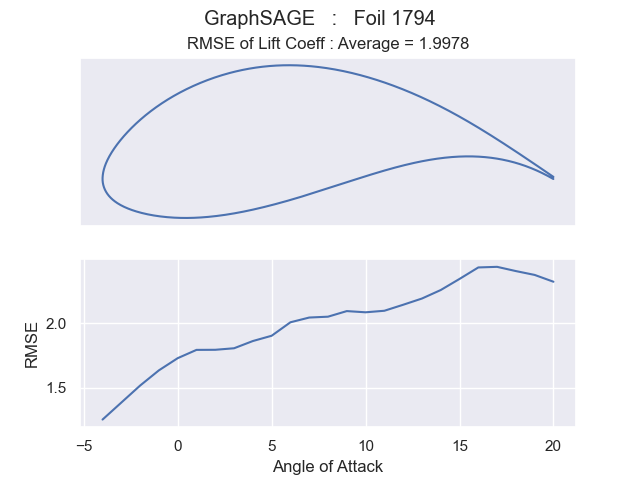 GraphSAGE   :   Foil 1794
RMSE of Lift Coeff : Average = 1.9978
2.0
1.5
RMSE
−5 0 5 10 15 20
Angle of Attack